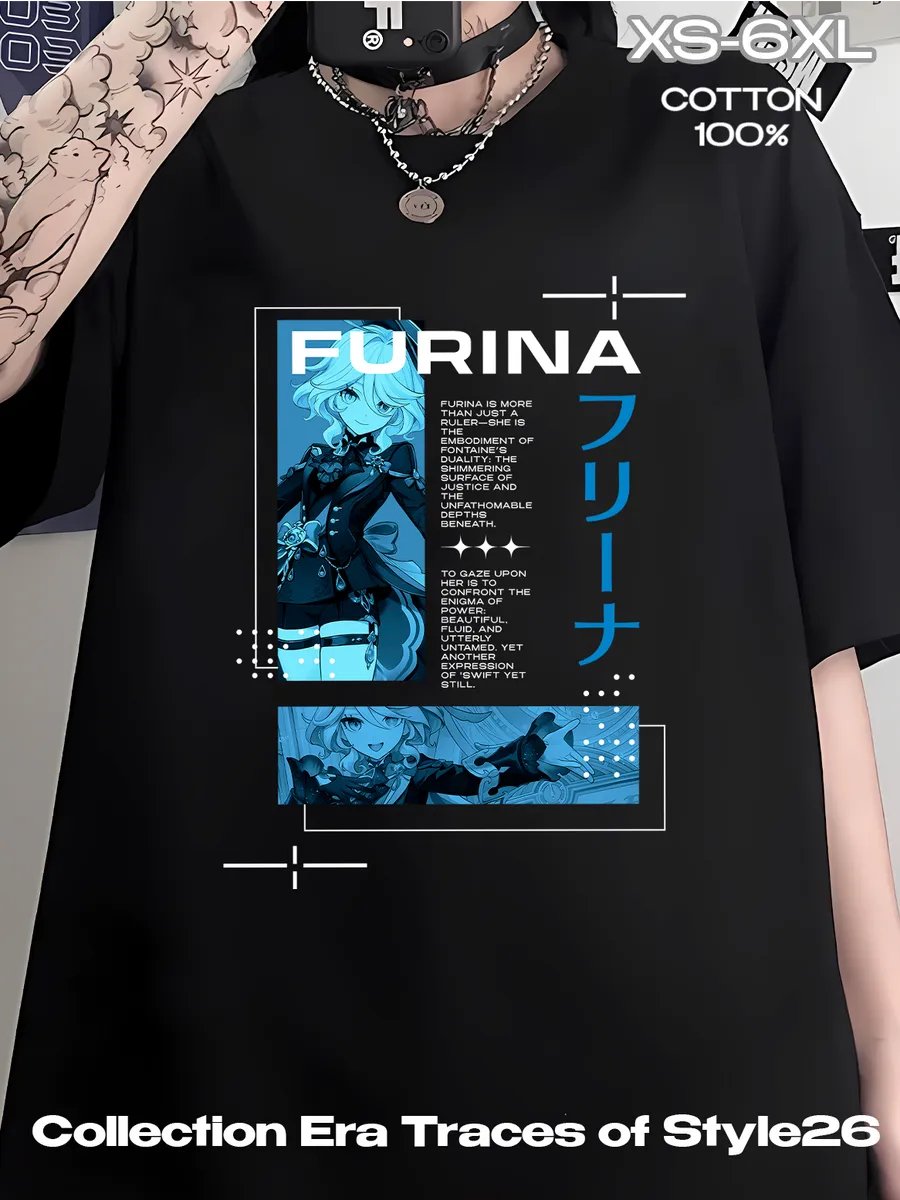 F
®
XS-6XL
COTTON
100%
FURINA
FURINA IS MORE
THAN JUST A
RULER—SHE IS
THE
EMBODIMENT OF
FONTAINE'S
DUALITY: THE
SHIMMERING
SURFACE OF
JUSTICE AND
THE
UNFATHOMABLE
DEPTHS
BENEATH.
フリーナ
TO GAZE UPON
HER IS TO
CONFRONT THE
ENIGMA OF
POWER:
BEAUTIFUL,
FLUID, AND
UTTERLY
UNTAMED. YET
ANOTHER
EXPRESSION
OF 'SWIFT YET
STILL.
Collection Era Traces of Style26